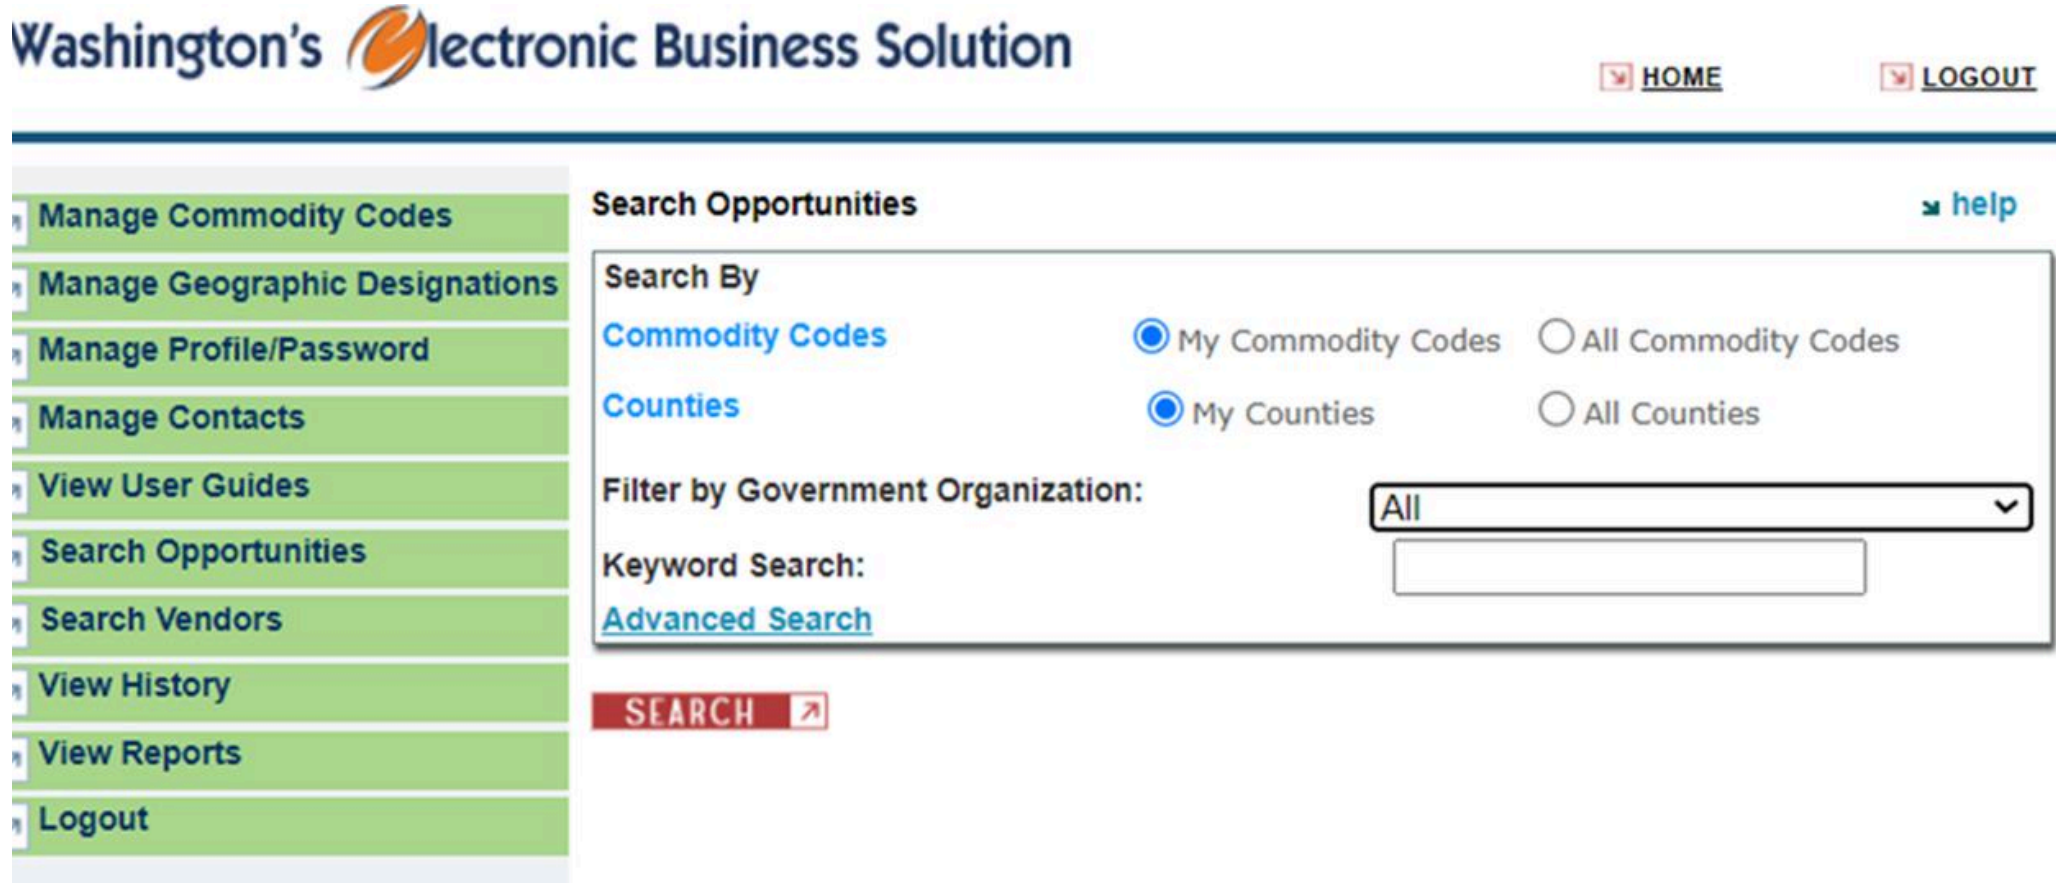 Washington's electronic Business Solution
HOME
LOGOUT
Manage Commodity Codes
Manage Geographic Designations
Manage Profile/Password
Manage Contacts
View User Guides
Search Opportunities
Search Vendors
View History
View Reports
Logout
Search Opportunities
help
Search By
Commodity Codes My Commodity Codes All Commodity Codes
Counties My Counties All Counties
Filter by Government Organization: All
Keyword Search:
Advanced Search
SEARCH